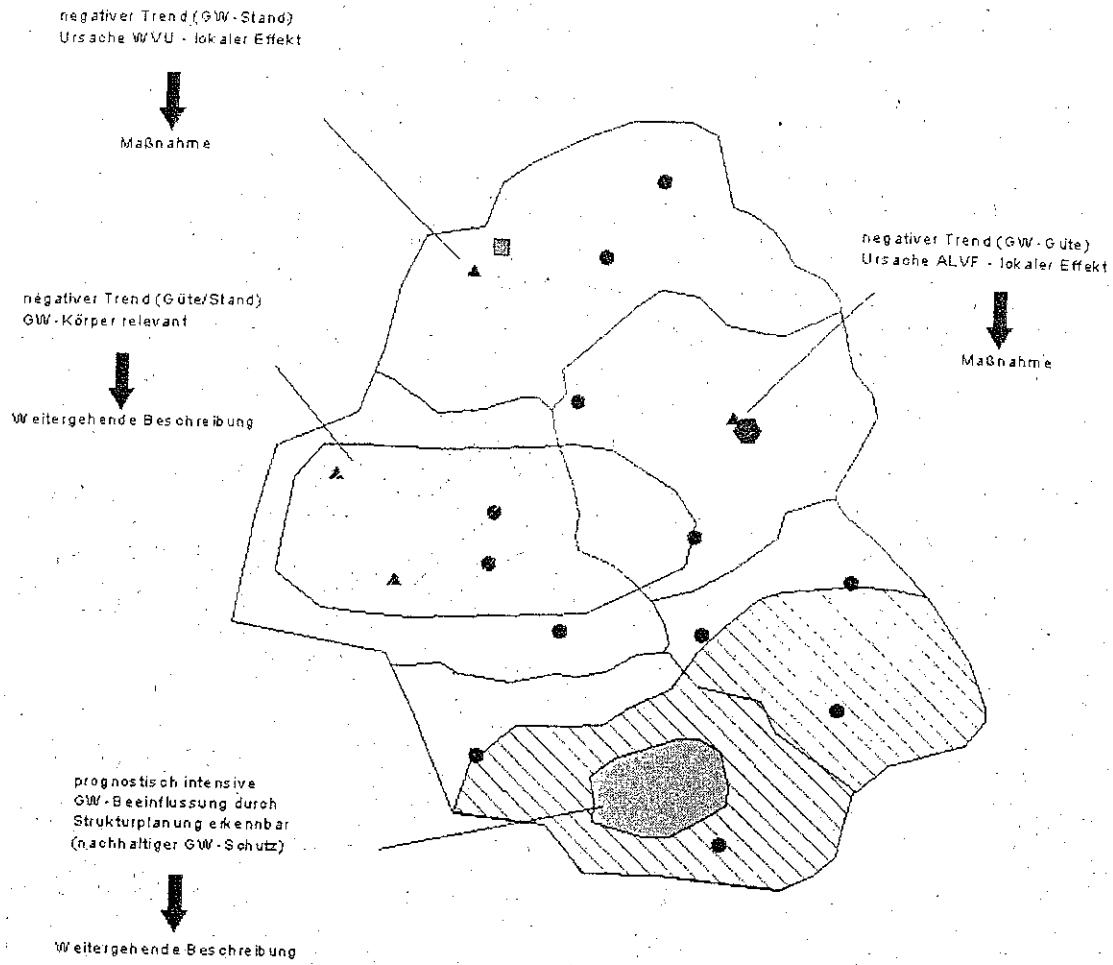 negativer Trend (GW-Stand)
Ursache WVU - lokaler Effekt
Maßnahme
negativer Trend (GW-Güte)
Ursache ALVF - lokaler Effekt
Maßnahme
negativer Trend (Güte/Stand)
GW-Körper relevant
Weitergehende Beschreibung
prognostisch intensive
GW-Beeinflussung durch
Strukturplanung erkennbar
(nachhaltiger GW-Schutz)
Weitergehende Beschreibung